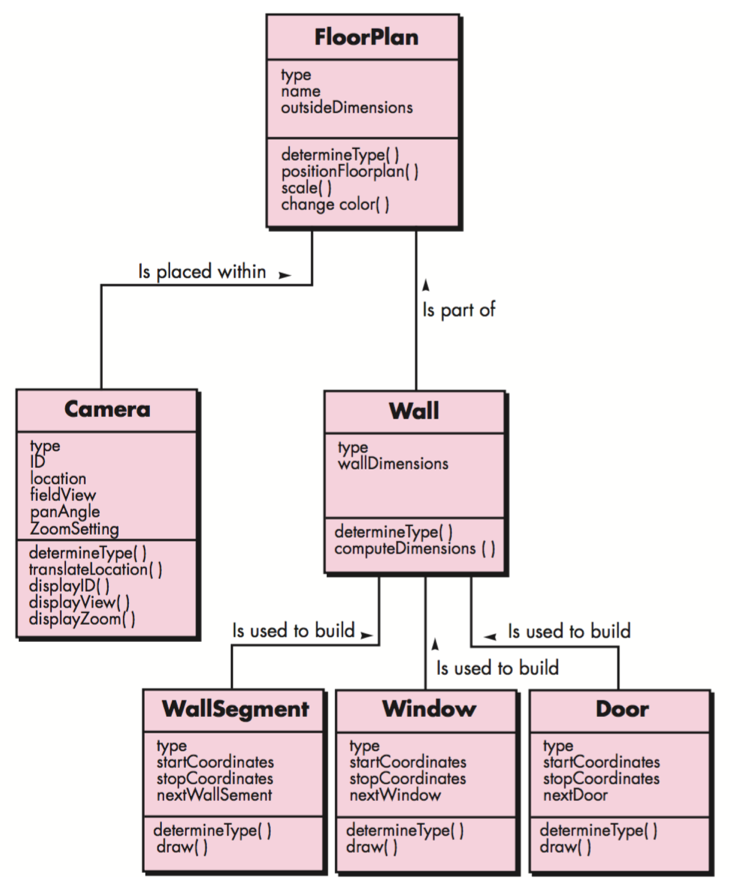 FloorPlan
type
name
outsideDimensions
determineType( )
positionFloorplan( )
scale( )
change color( )
Is placed within
Is part of
Camera
type
ID
location
fieldView
panAngle
ZoomSetting
determineType( )
translateLocation( )
displayID( )
displayView( )
displayZoom( )
Wall
type
wallDimensions
determineType( )
computeDimensions ( )
Is used to build
Is used to build
Is used to build
WallSegment
type
startCoordinates
stopCoordinates
nextWallSement
determineType( )
draw( )
Window
type
startCoordinates
stopCoordinates
nextWindow
determineType( )
draw( )
Door
type
startCoordinates
stopCoordinates
nextDoor
determineType( )
draw( )